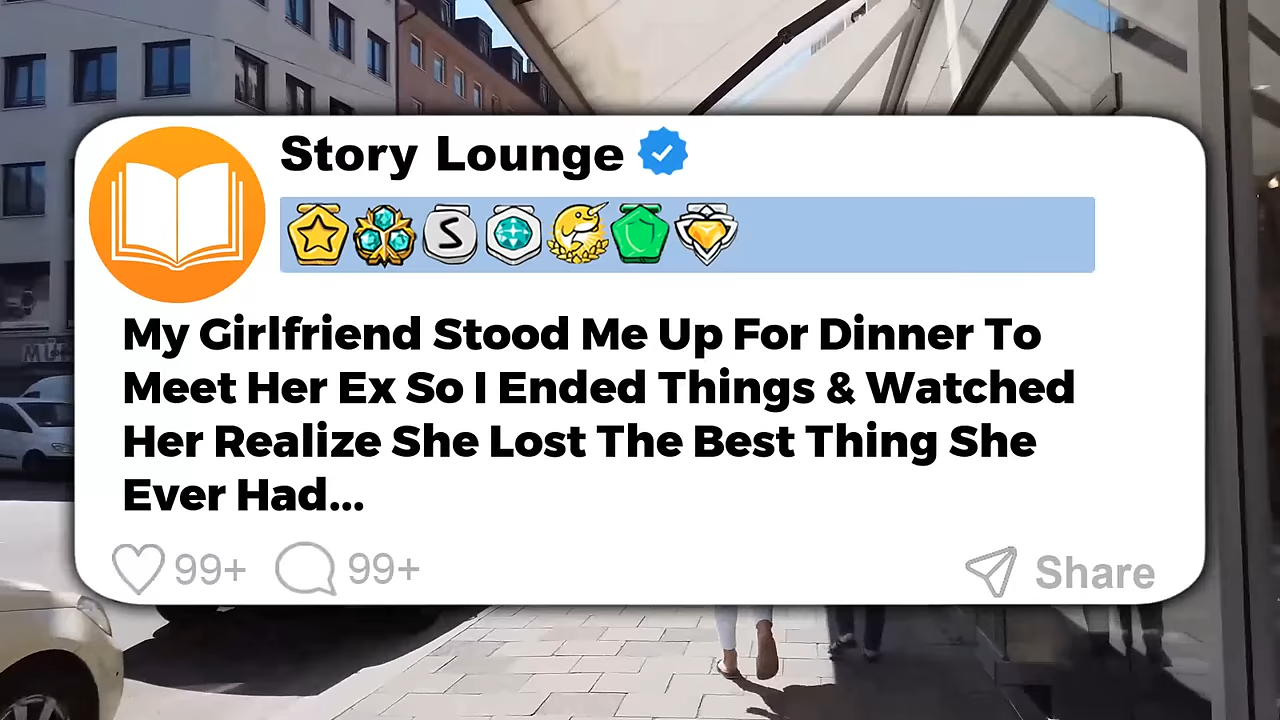 Story Lounge
S
My Girlfriend Stood Me Up For Dinner To
Meet Her Ex So I Ended Things & Watched
Her Realize She Lost The Best Thing She
Ever Had...
99+ 99+ Share